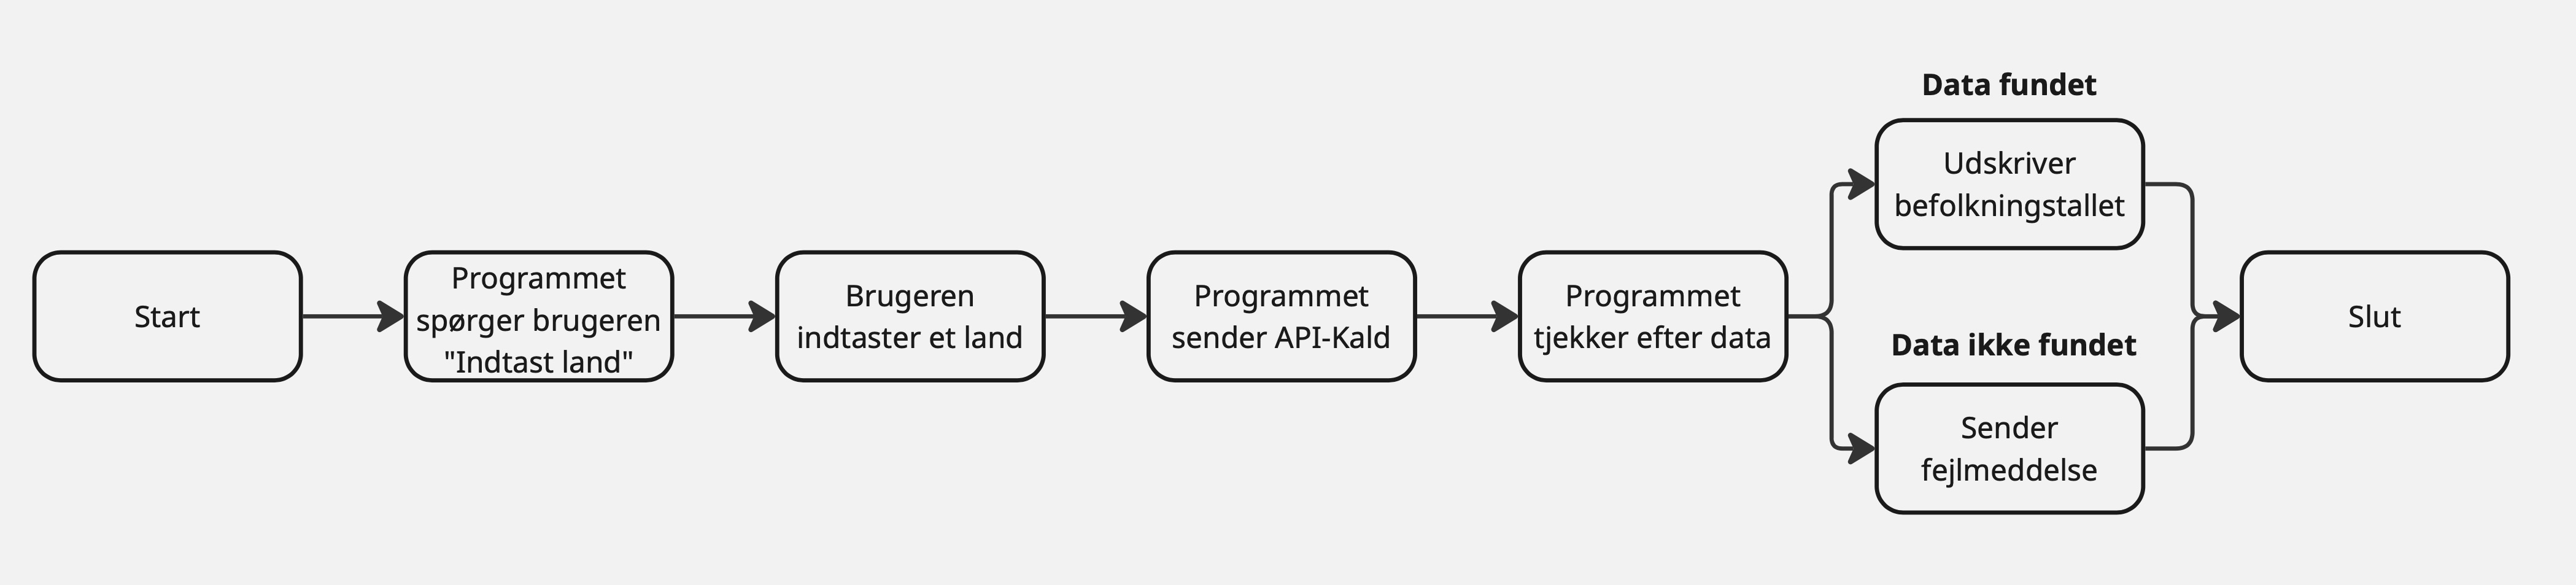 Start
Programmet
spørger brugeren
"Indtast land"
Brugeren
indtaster et land
Programmet
sender API-Kald
Programmet
tjekker efter data
Data fundet
Udskriver
befolkningstallet
Data ikke fundet
Sender
fejlmeddelse
Slut